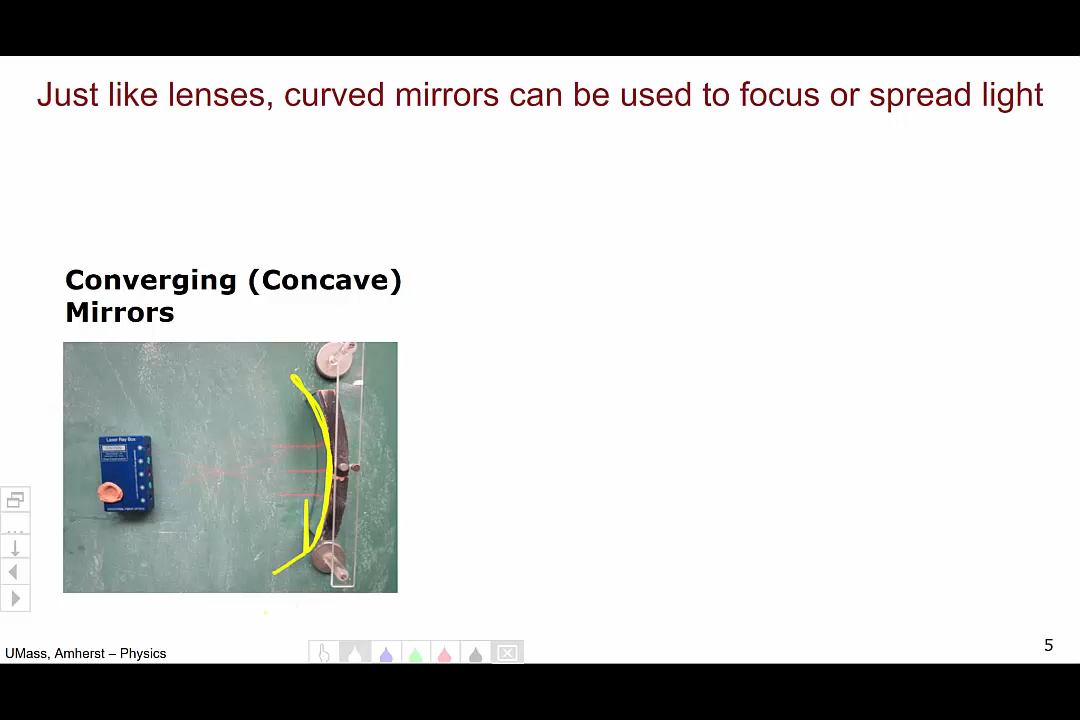 Just like lenses, curved mirrors can be used to focus or spread light
Converging (Concave)
Mirrors
Laser Ray Box
UMass, Amherst – Physics
5